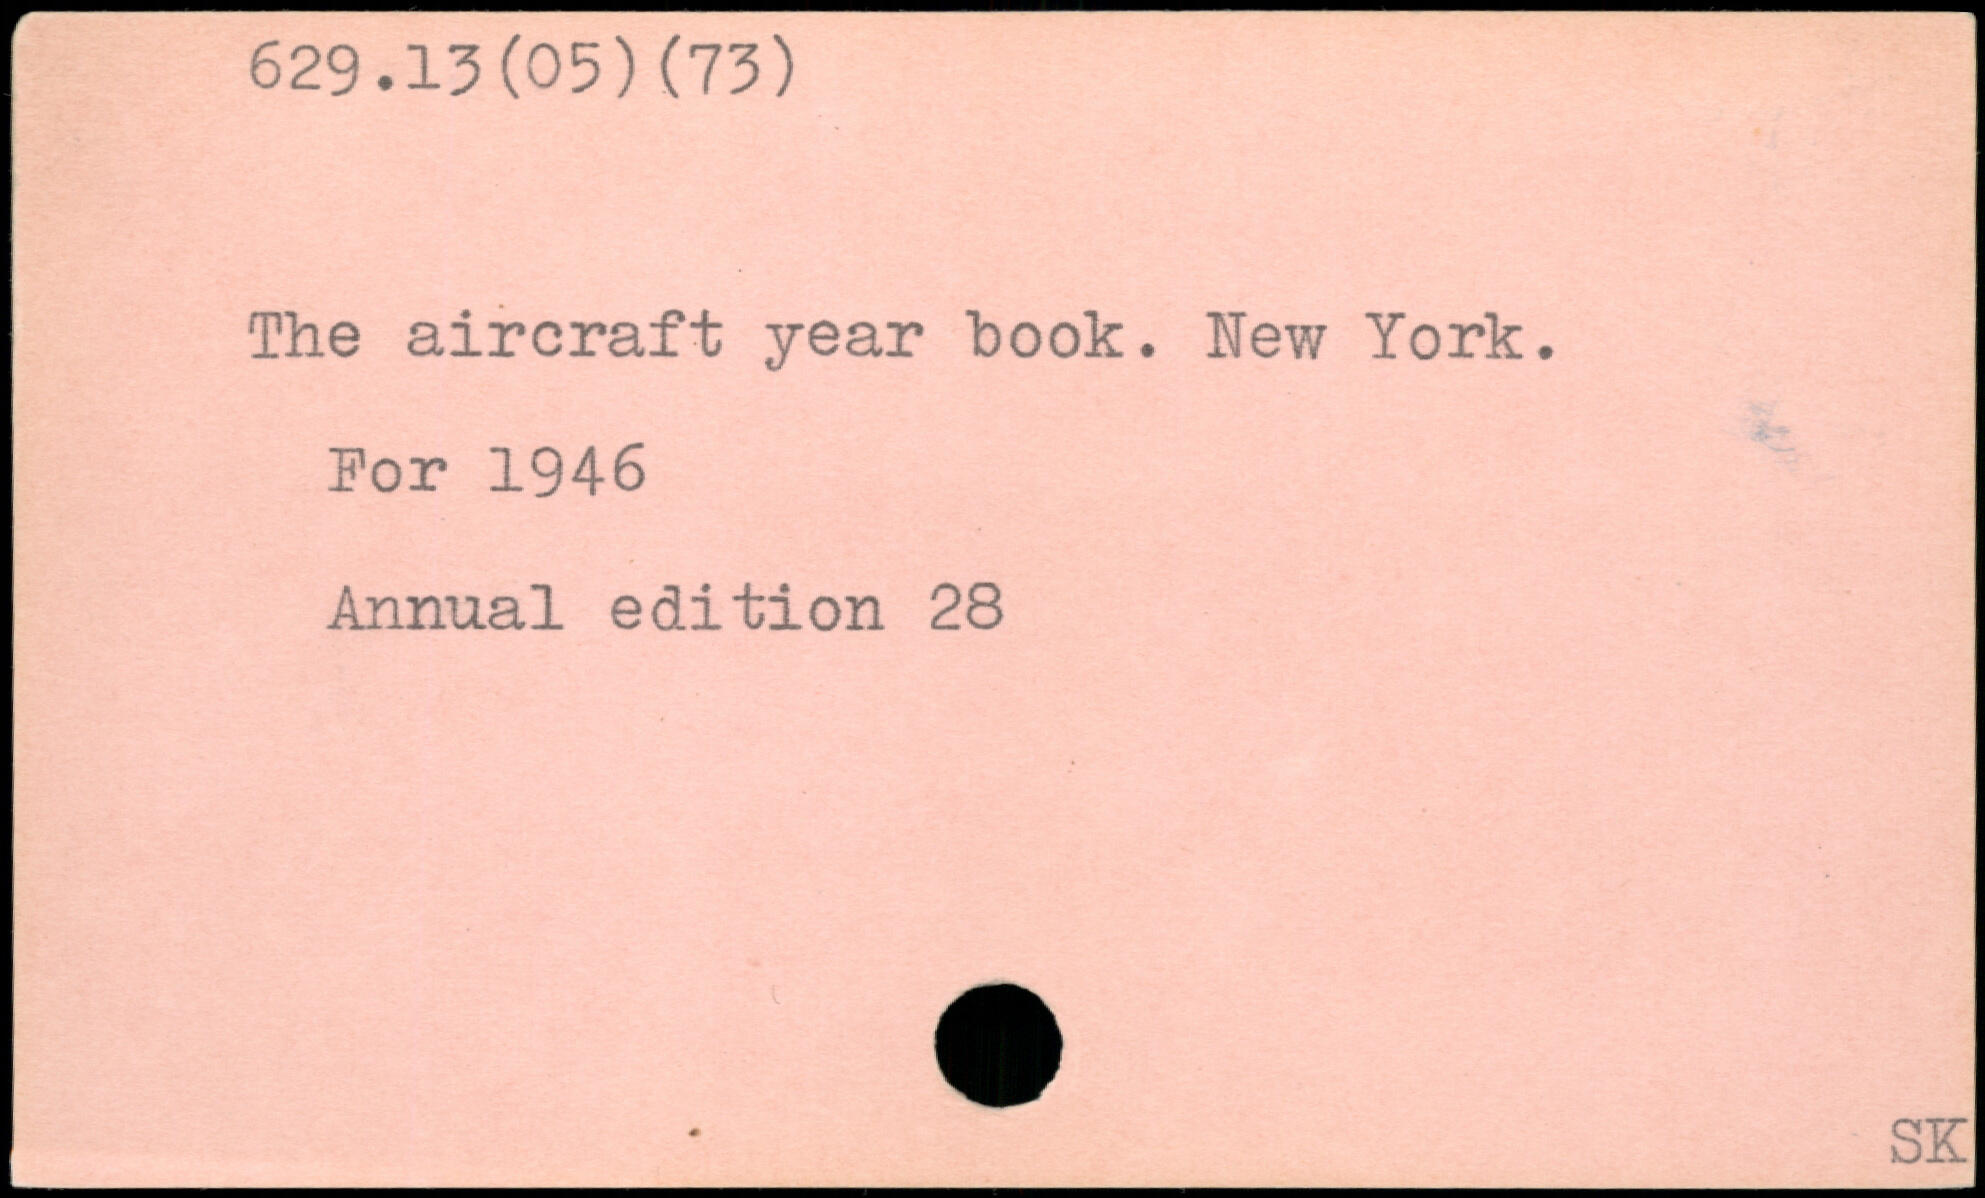 629.13(05)(73)
The aircraft year book. New York.
For 1946
Annual edition 28
SK